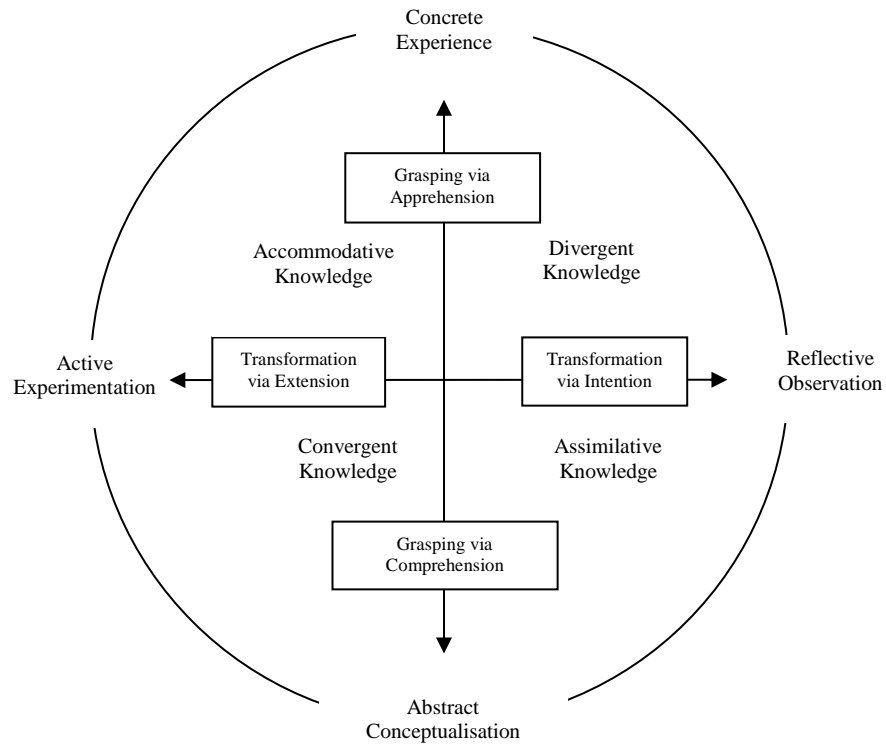 Concrete
Experience
Grasping via
Apprehension
Accommodative
Knowledge
Divergent
Knowledge
Active
Experimentation
Transformation
via Extension
Transformation
via Intention
Reflective
Observation
Convergent
Knowledge
Assimilative
Knowledge
Grasping via
Comprehension
Abstract
Conceptualisation